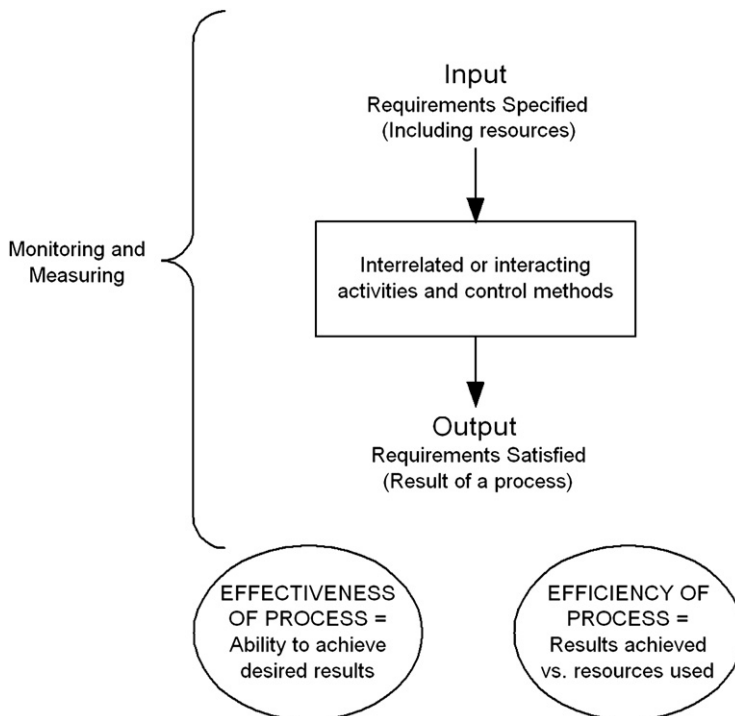 Input
Requirements Specified
(Including resources)
Monitoring and
Measuring
Interrelated or interacting
activities and control methods
Output
Requirements Satisfied
(Result of a process)
EFFECTIVENESS
OF PROCESS =
Ability to achieve
desired results
EFFICIENCY OF
PROCESS =
Results achieved
vs. resources used